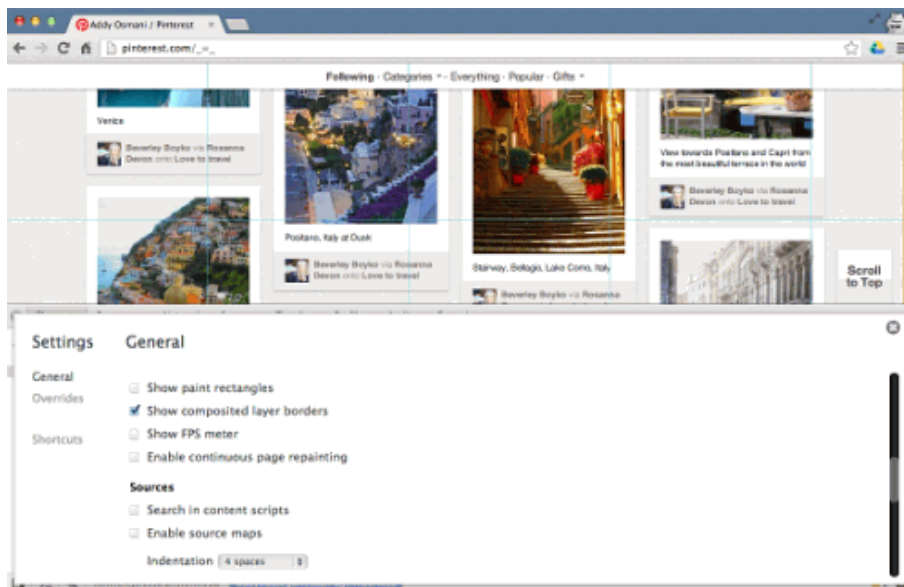 Addy Osmani / Pinterest
pinterest.com/_=_
Following · Categories · Everything · Popular · Gifts
Venice
Beverley Boyko via Rosanna
Devon onto Love to travel
Positano, Italy at Dusk
Beverley Boyko via Rosanna
Devon onto Love to travel
Stairway, Bellagio, Lake Como, Italy
Beverley Boyko via Rosanna
View towards Positano and Capri from
the most beautiful terrace in the world
Beverley Boyko via Rosanna
Devon onto Love to travel
Scroll
to Top
Settings
General
Overrides
Shortcuts
General
Show paint rectangles
Show composited layer borders
Show FPS meter
Enable continuous page repainting
Sources
Search in content scripts
Enable source maps
Indentation 4 spaces